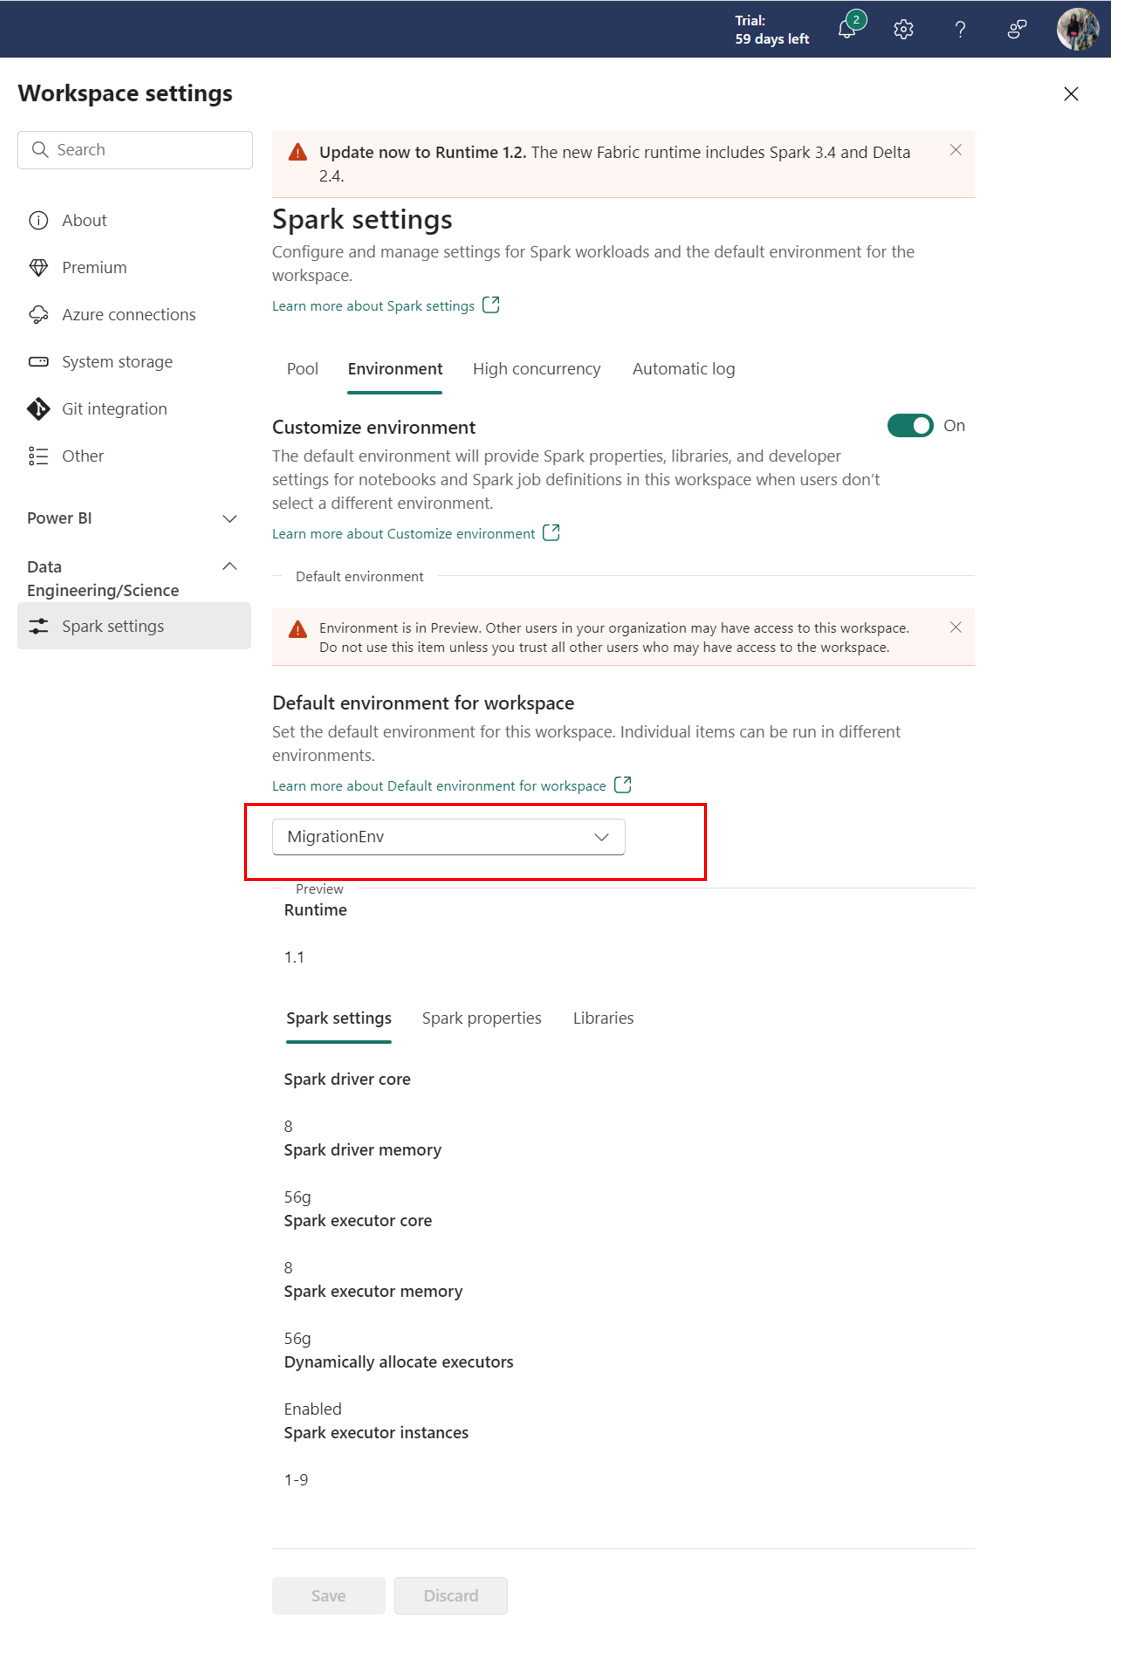 Trial:
59 days left
2
Workspace settings
Search
About
Premium
Azure connections
System storage
Git integration
Other
Power BI
Data
Engineering/Science
Spark settings
Update now to Runtime 1.2. The new Fabric runtime includes Spark 3.4 and Delta
2.4.
Spark settings
Configure and manage settings for Spark workloads and the default environment for the
workspace.
Learn more about Spark settings
Pool Environment High concurrency Automatic log
Customize environment
On
The default environment will provide Spark properties, libraries, and developer
settings for notebooks and Spark job definitions in this workspace when users don't
select a different environment.
Learn more about Customize environment
Default environment
Environment is in Preview. Other users in your organization may have access to this workspace.
Do not use this item unless you trust all other users who may have access to the workspace.
Default environment for workspace
Set the default environment for this workspace. Individual items can be run in different
environments.
Learn more about Default environment for workspace
MigrationEnv
Preview
Runtime
1.1
Spark settings Spark properties Libraries
Spark driver core
8
Spark driver memory
56g
Spark executor core
8
Spark executor memory
56g
Dynamically allocate executors
Enabled
Spark executor instances
1-9
Save Discard